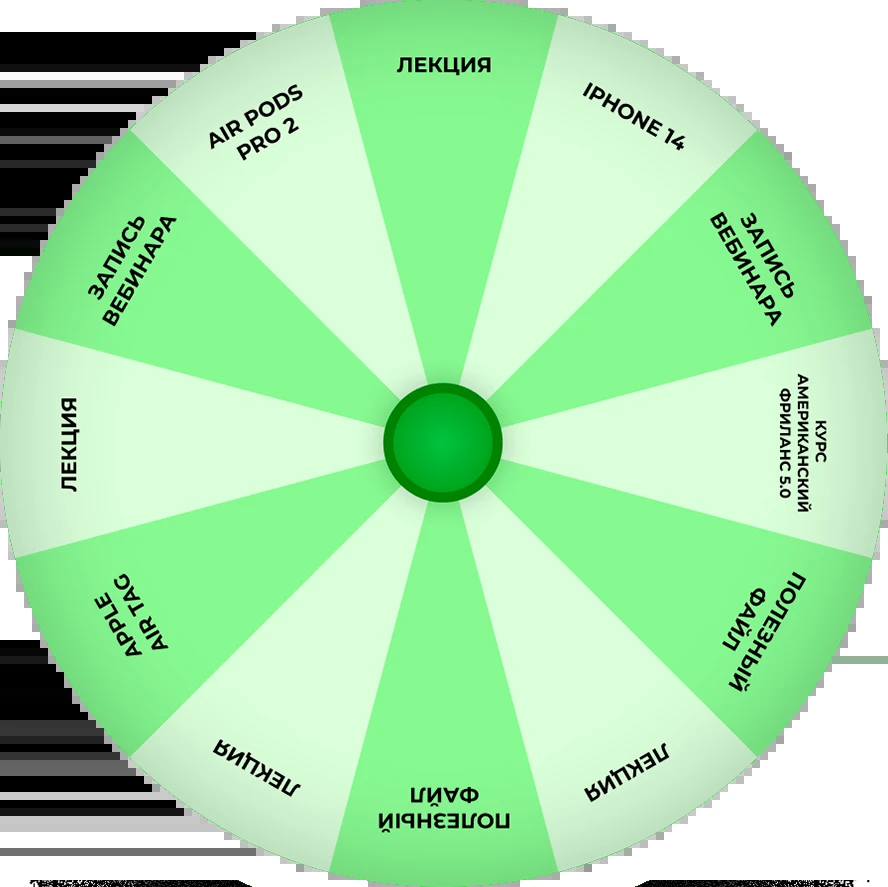 ЛЕКЦИЯ
IPHONE 14
ЗАПИСЬ
ВЕБИНАРА
КУРС
АМЕРИКАНСКИЙ
ФРИЛАНС 5.0
ПОЛЕЗНЫЙ
ФАЙЛ
ЛЕКЦИЯ
ПОЛЕЗНЫЙ
ФАЙЛ
ЛЕКЦИЯ
APPLE
AIR TAG
ЛЕКЦИЯ
ЗАПИСЬ
ВЕБИНАРА
AIR PODS
PRO 2